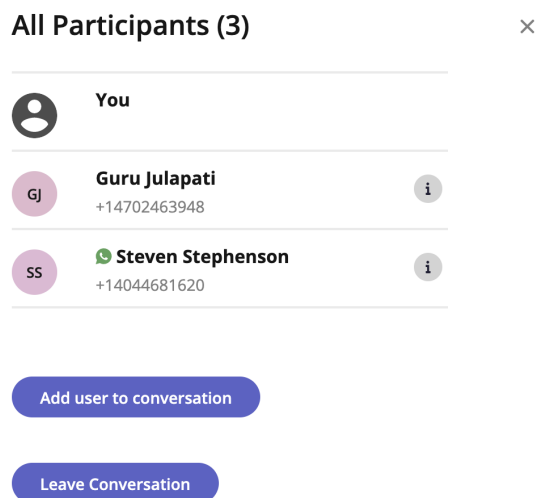 All Participants (3)
You
GJ
Guru Julapati
+14702463948
i
SS
Steven Stephenson
+14044681620
i
Add user to conversation
Leave Conversation